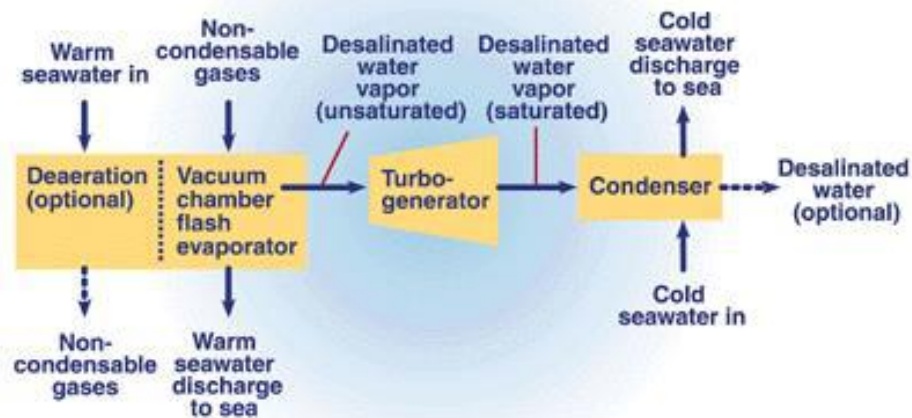 Warm
seawater in
Non-
condensable
gases
Desalinated
water
vapor
(unsaturated)
Desalinated
water
vapor
(saturated)
Cold
seawater
discharge
to sea
Deaeration
(optional)
Vacuum
chamber
flash
evaporator
Turbo-
generator
Condenser
Desalinated
water
(optional)
Non-
condensable
gases
Warm
seawater
discharge
to sea
Cold
seawater in